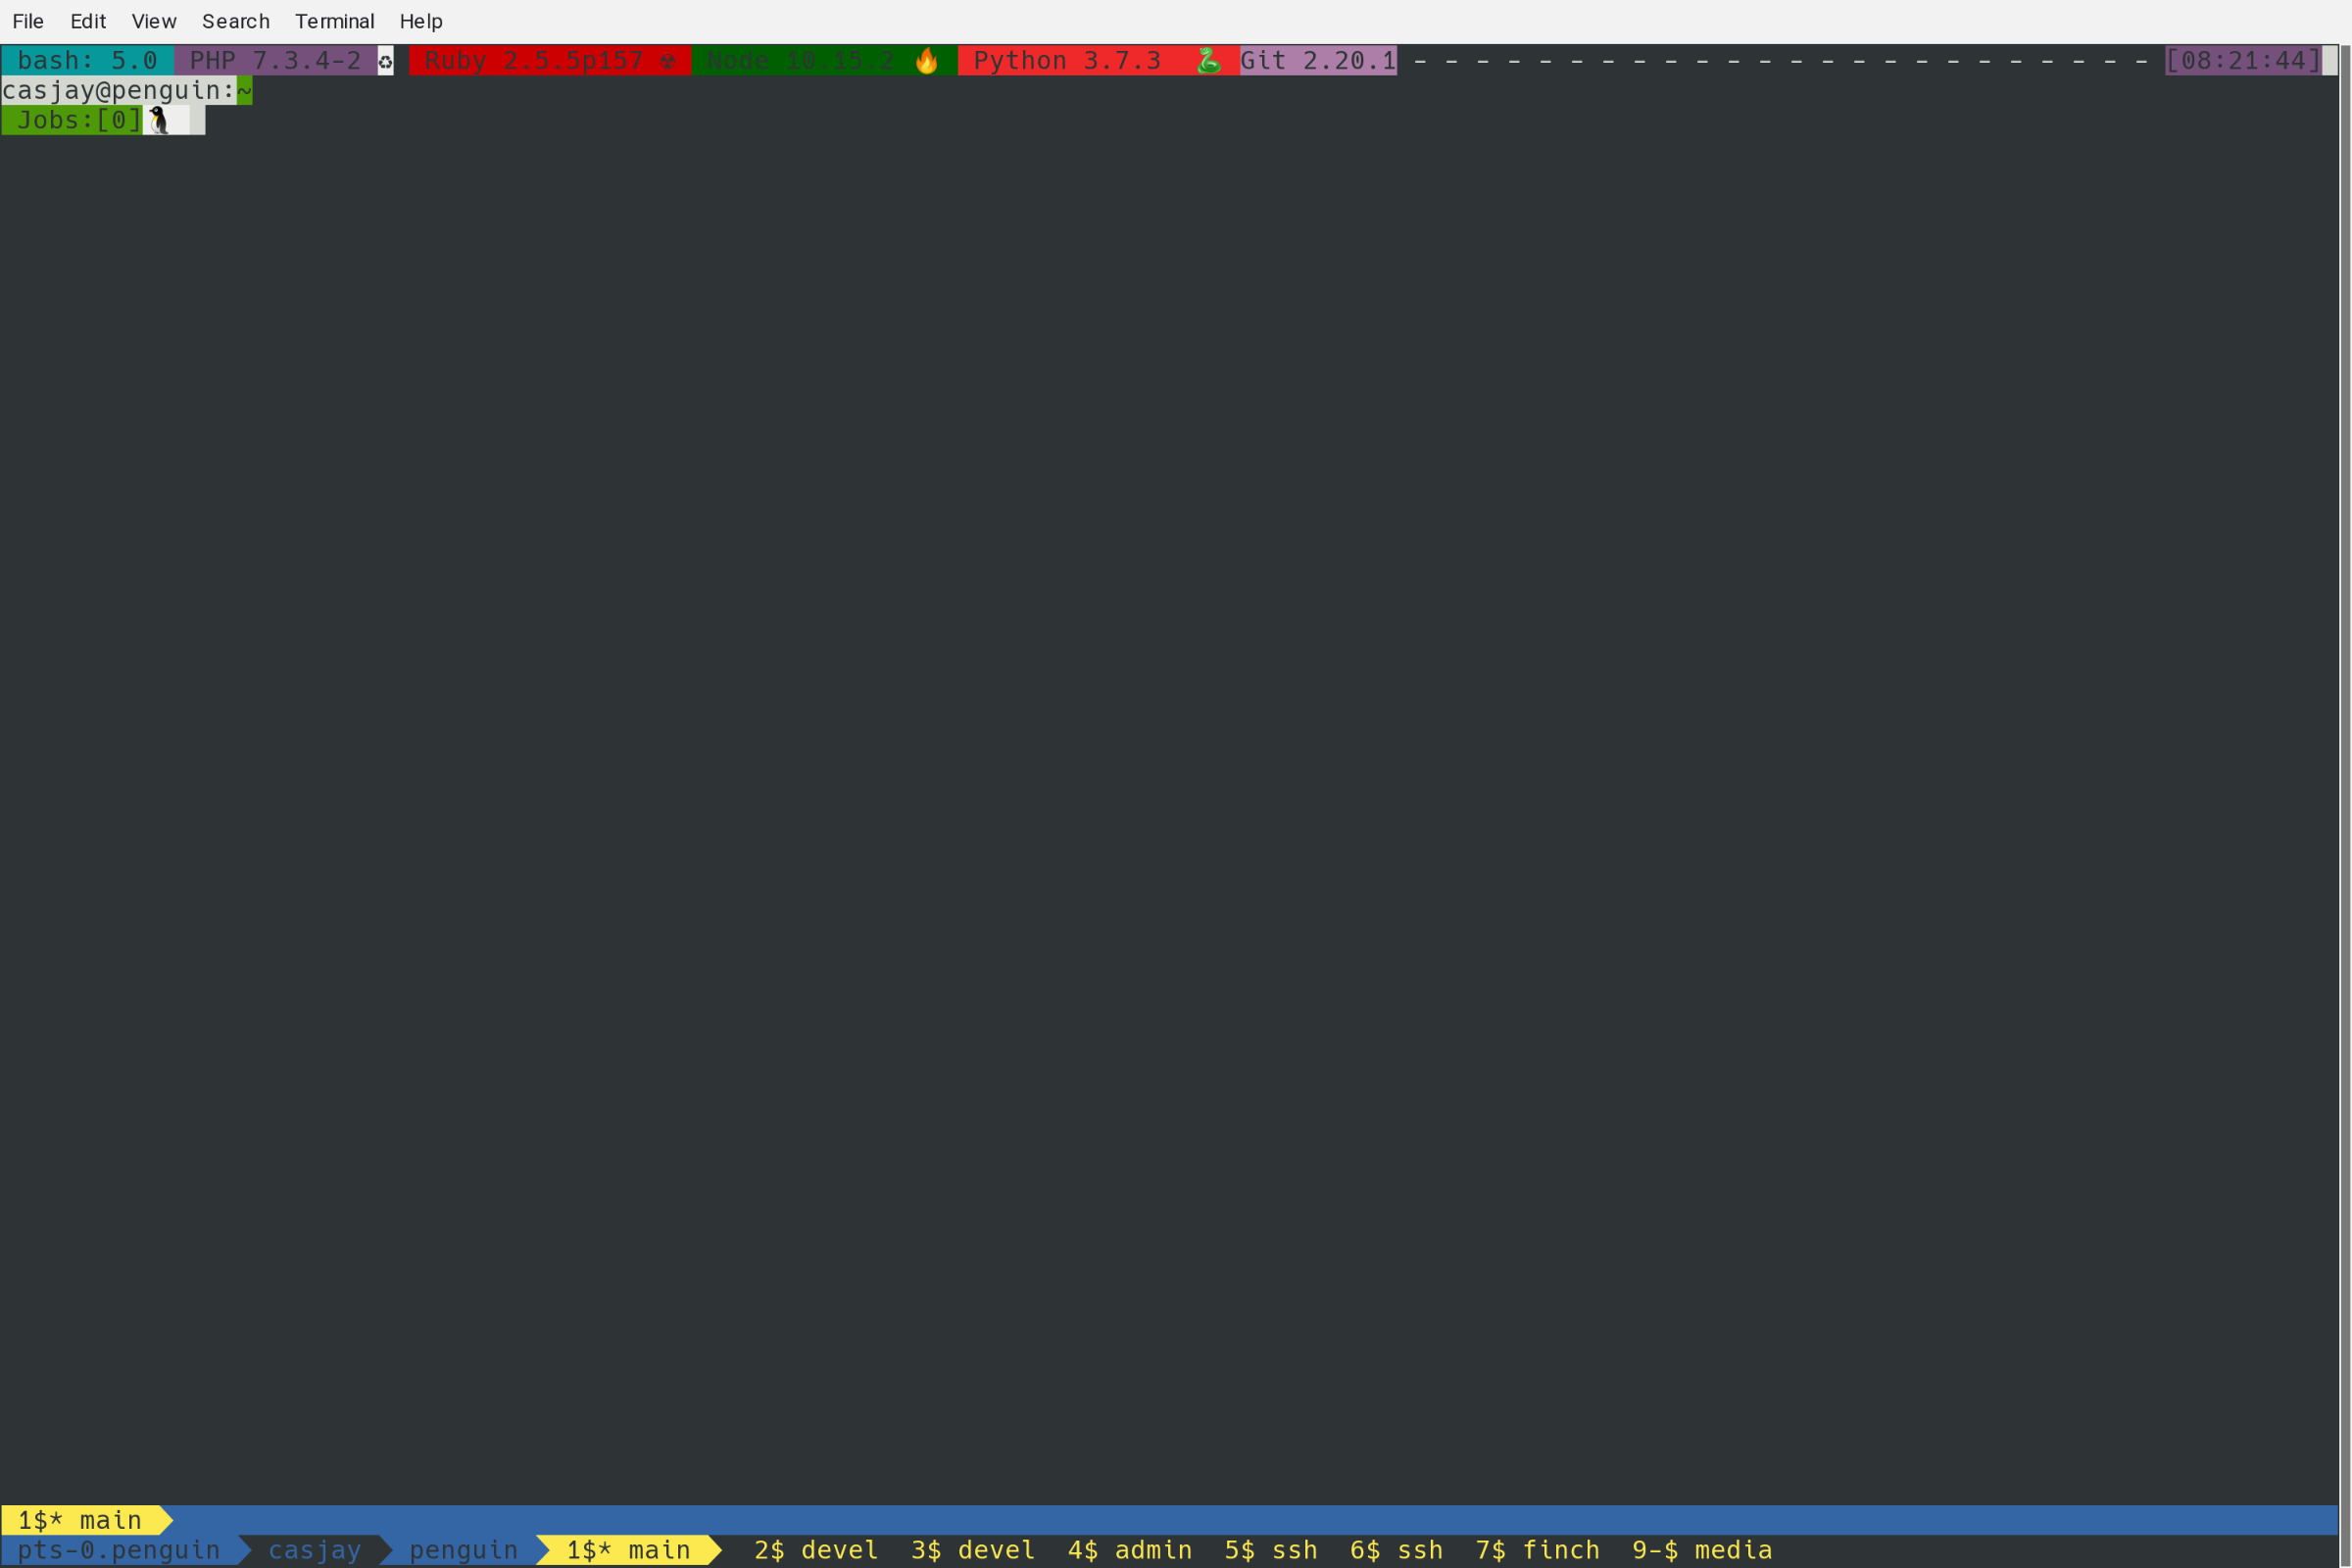 File Edit View Search Terminal Help
bash: 5.0 PHP 7.3.4-2 ♻ Ruby 2.5.5p157 ☢ Node 10.15.2 🔥 Python 3.7.3 🐍 Git 2.20.1 - - - - - - - - - - - - - - - - - - - - - - - - [08:21:44]
casjay@penguin:~
Jobs:[0]🐧
1$* main
pts-0.penguin casjay penguin 1$* main 2$ devel 3$ devel 4$ admin 5$ ssh 6$ ssh 7$ finch 9-$ media